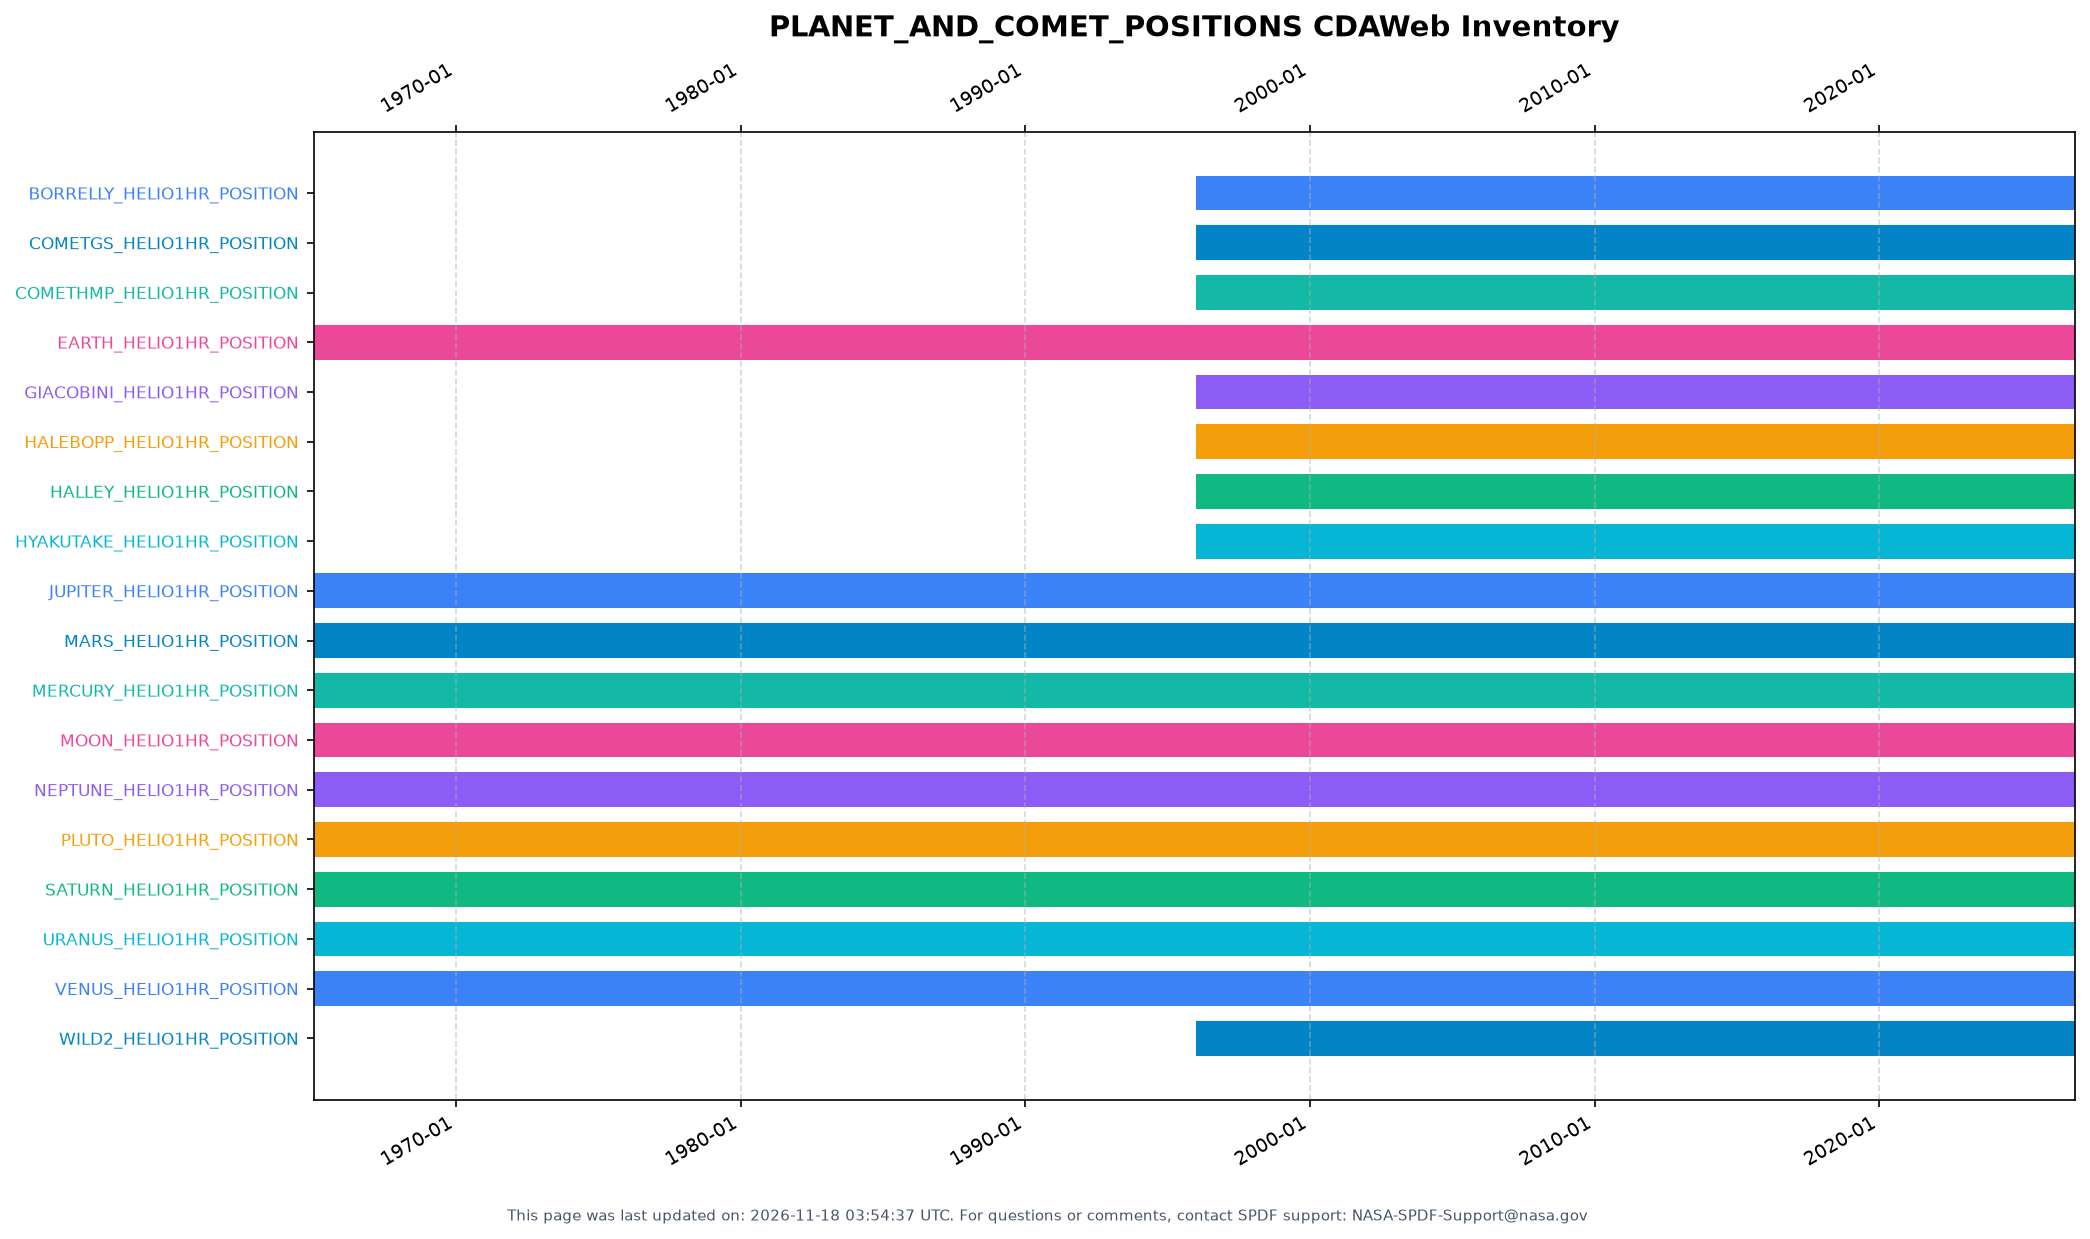 PLANET_AND_COMET_POSITIONS CDAWeb Inventory
1970-01
1980-01
1990-01
2000-01
2010-01
2020-01
BORRELLY_HELIO1HR_POSITION
COMETGS_HELIO1HR_POSITION
COMETHMP_HELIO1HR_POSITION
EARTH_HELIO1HR_POSITION
GIACOBINI_HELIO1HR_POSITION
HALEBOPP_HELIO1HR_POSITION
HALLEY_HELIO1HR_POSITION
HYAKUTAKE_HELIO1HR_POSITION
JUPITER_HELIO1HR_POSITION
MARS_HELIO1HR_POSITION
MERCURY_HELIO1HR_POSITION
MOON_HELIO1HR_POSITION
NEPTUNE_HELIO1HR_POSITION
PLUTO_HELIO1HR_POSITION
SATURN_HELIO1HR_POSITION
URANUS_HELIO1HR_POSITION
VENUS_HELIO1HR_POSITION
WILD2_HELIO1HR_POSITION
1970-01
1980-01
1990-01
2000-01
2010-01
2020-01
This page was last updated on: 2026-11-18 03:54:37 UTC. For questions or comments, contact SPDF support: NASA-SPDF-Support@nasa.gov